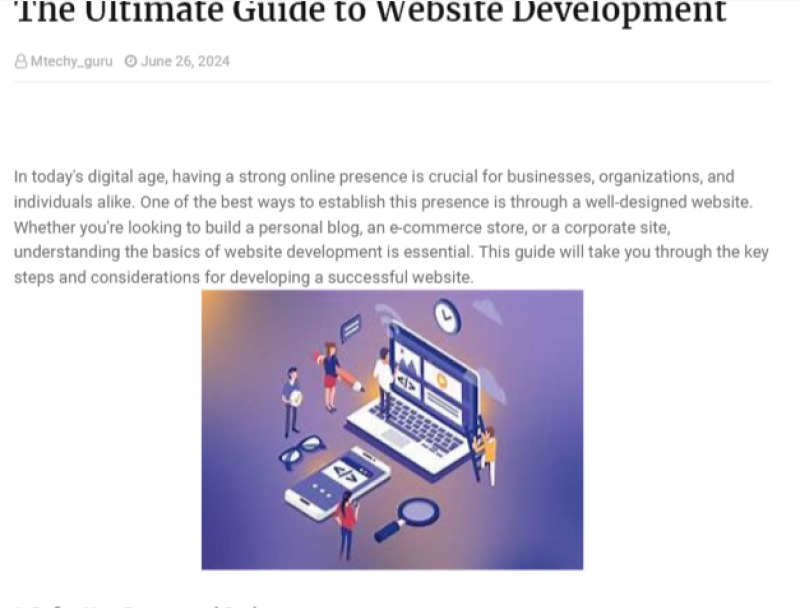 The Ultimate Guide to Website Development
Mtechy_guru June 26, 2024
In today's digital age, having a strong online presence is crucial for businesses, organizations, and
individuals alike. One of the best ways to establish this presence is through a well-designed website.
Whether you're looking to build a personal blog, an e-commerce store, or a corporate site,
understanding the basics of website development is essential. This guide will take you through the key
steps and considerations for developing a successful website.
</>
</>